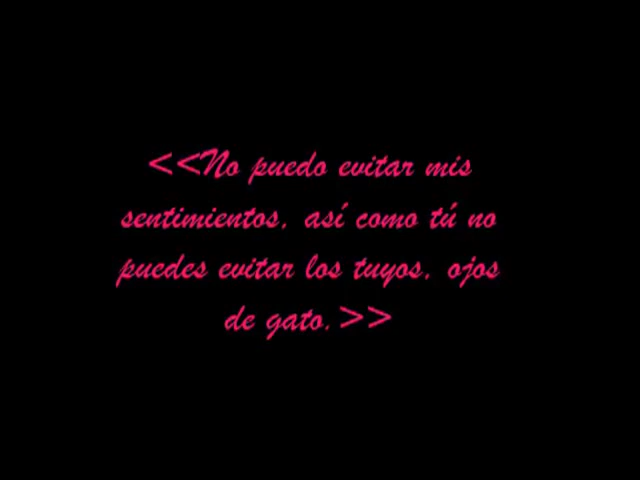 <<No puedo evitar mis
sentimientos, así como tú no
puedes evitar los tuyos, ojos
de gato.>>